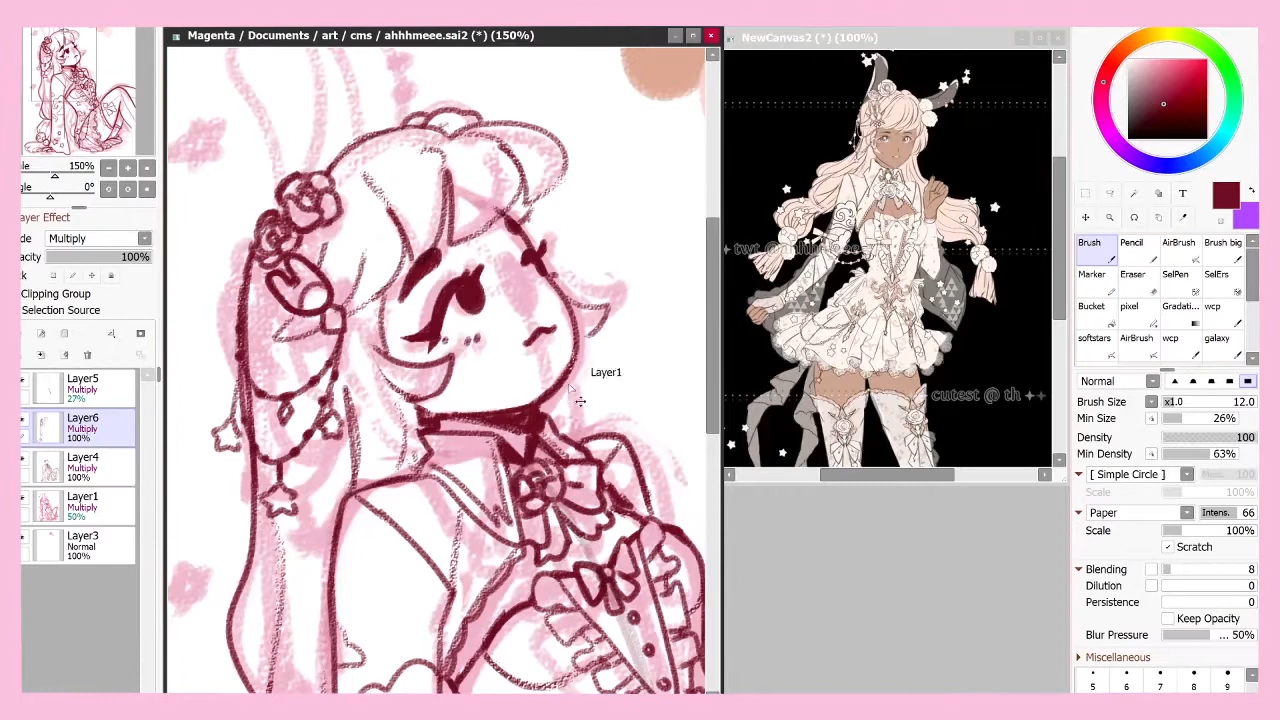 Magenta / Documents / art / cms / ahhhmeee.sai2 (*) (150%)
NewCanvas2 (*) (100%)
150%
0°
ayer Effect
Multiply
100%
Clipping Group
Selection Source
Layer5
Multiply
27%
Layer6
Multiply
100%
Layer4
Multiply
100%
Layer1
Multiply
50%
Layer3
Normal
100%
Layer1
cutest @ th
T
Brush
Pencil
AirBrush
Brush big
Marker
Eraser
SelPen
SelErs
Bucket
pixel
Gradati...
wcp
softstars
AirBrush
wcp
galaxy
Normal
Brush Size
x1.0
12.0
Min Size
26%
Density
100
Min Density
63%
[ Simple Circle ]
100
Scale
100%
Paper
Intens.
66
Scale
100%
Scratch
Blending
8
Dilution
0
Persistence
0
Keep Opacity
Blur Pressure
... 50%
Miscellaneous
5
6
7
8
9